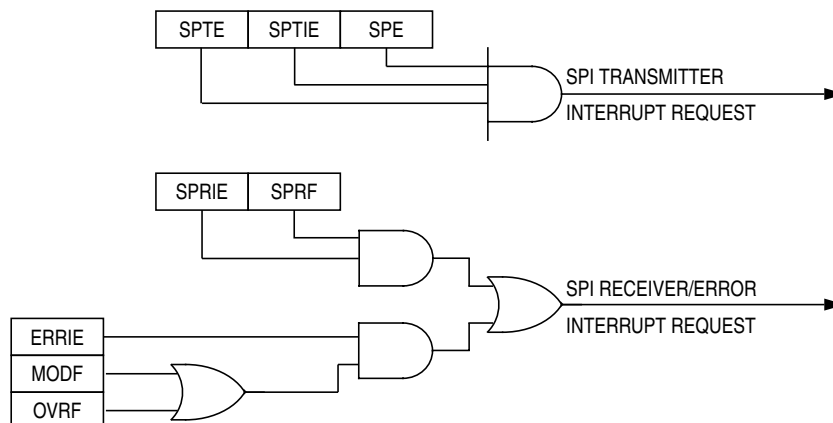 SPTE SPTIE SPE
SPI TRANSMITTER
INTERRUPT REQUEST
SPRIE SPRF
SPI RECEIVER/ERROR
INTERRUPT REQUEST
ERRIE
MODF
OVRF